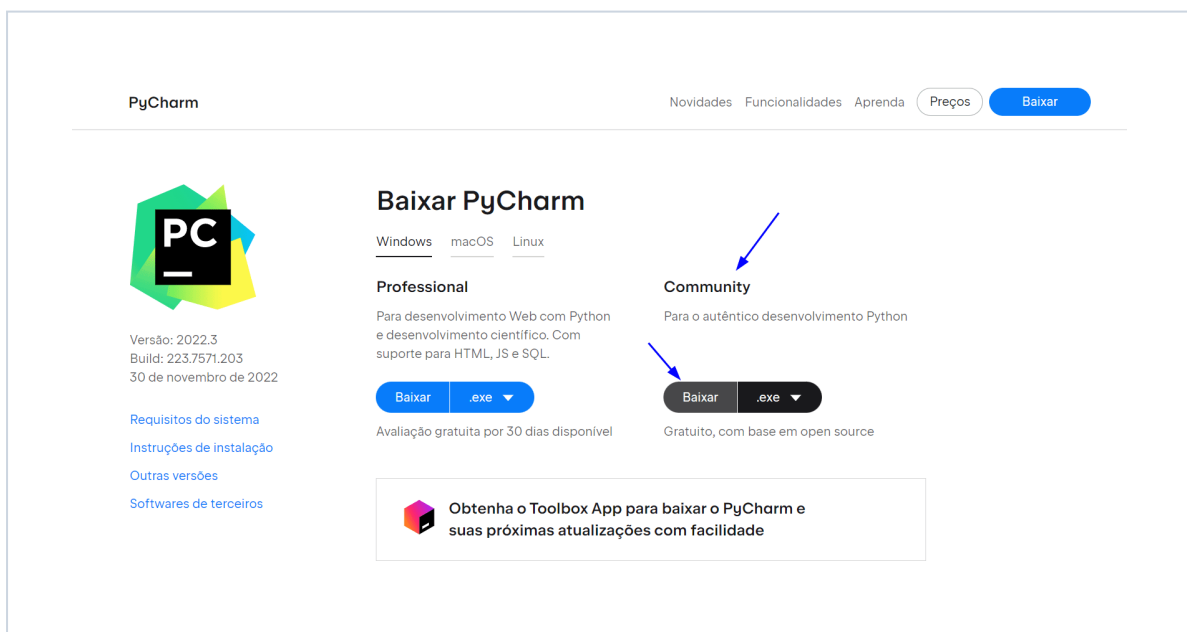 PyCharm
Novidades Funcionalidades Aprenda Preços Baixar
PC
Baixar PyCharm
Windows macOS Linux
Professional
Para desenvolvimento Web com Python
e desenvolvimento científico. Com
suporte para HTML, JS e SQL.
Baixar .exe
Avaliação gratuita por 30 dias disponível
Community
Para o autêntico desenvolvimento Python
Baixar .exe
Gratuito, com base em open source
Versão: 2022.3
Build: 223.7571.203
30 de novembro de 2022
Requisitos do sistema
Instruções de instalação
Outras versões
Softwares de terceiros
Obtenha o Toolbox App para baixar o PyCharm e
suas próximas atualizações com facilidade